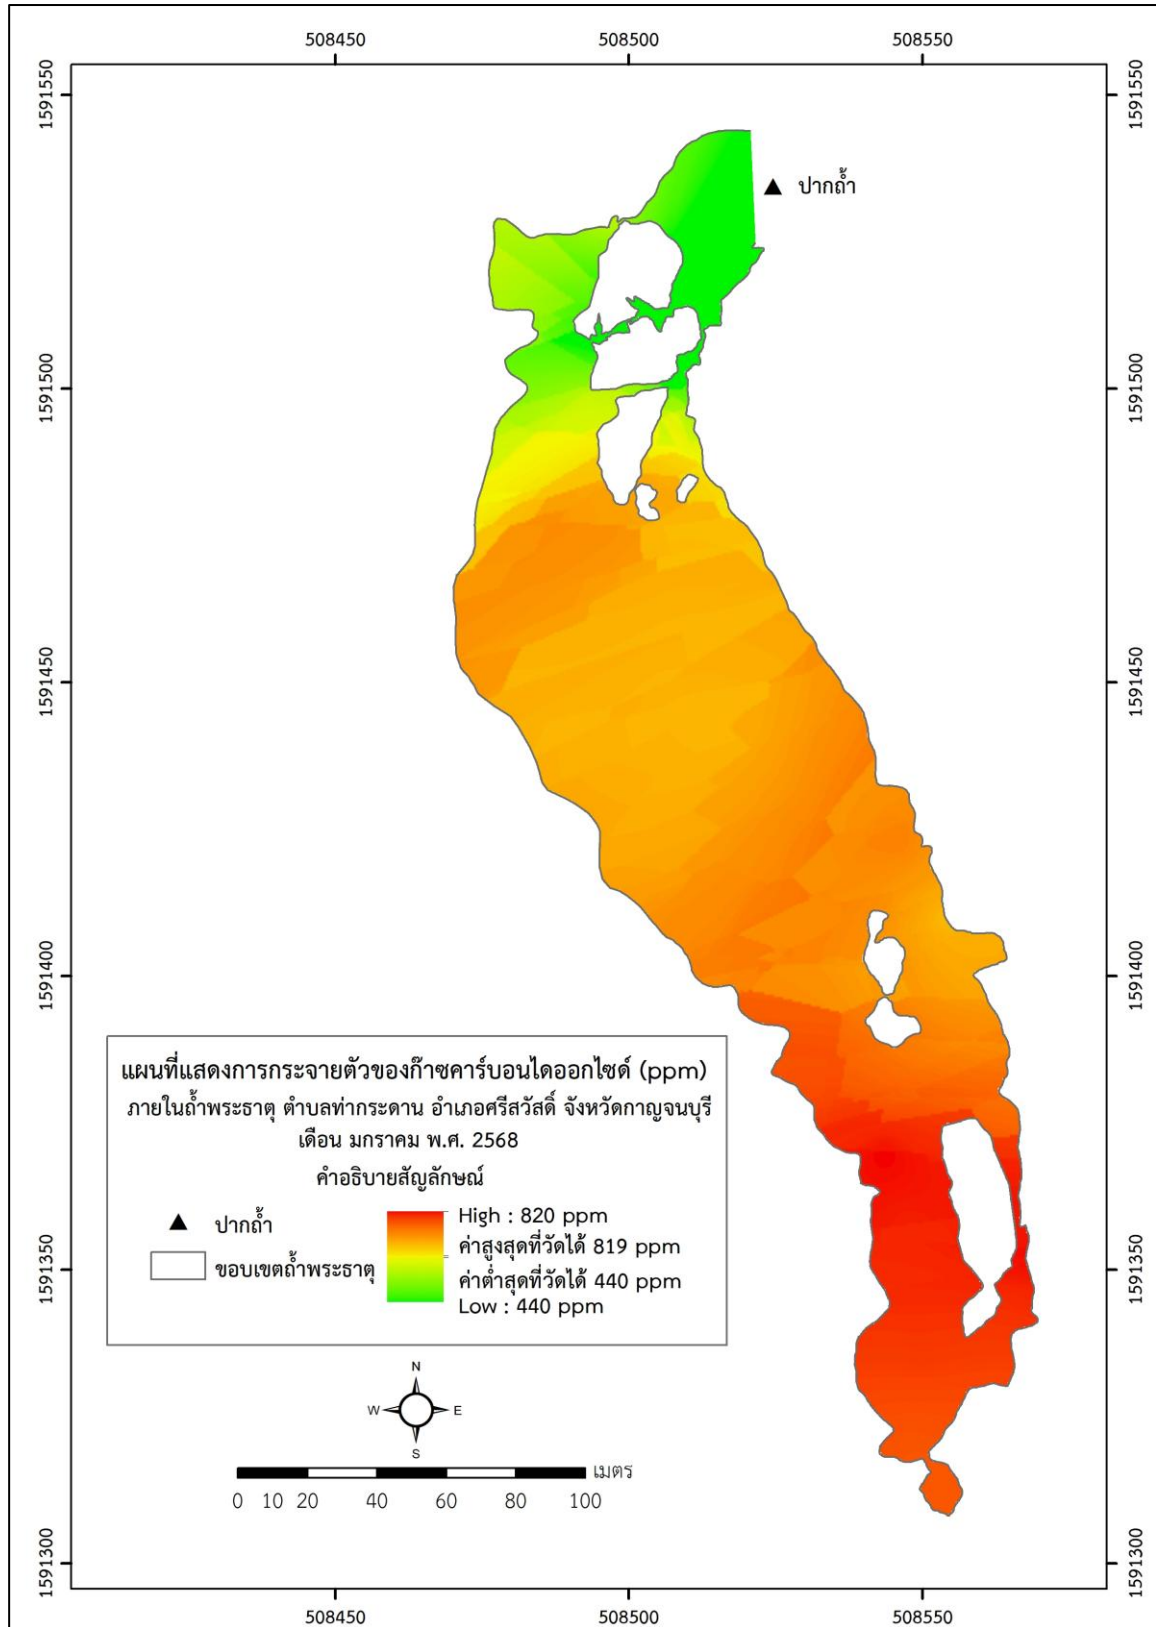 508450 508500 508550
1591550 1591550
▲ ปากถ้ำ
1591500 1591500
1591450 1591450
1591400 1591400
แผนที่แสดงการกระจายตัวของก๊าซคาร์บอนไดออกไซด์ (ppm)
ภายในถ้ำพระธาตุ ตำบลท่ากระดาน อำเภอศรีสวัสดิ์ จังหวัดกาญจนบุรี
เดือน มกราคม พ.ศ. 2568
คำอธิบายสัญลักษณ์
▲ ปากถ้ำ
ขอบเขตถ้ำพระธาตุ
High : 820 ppm
ค่าสูงสุดที่วัดได้ 819 ppm
ค่าต่ำสุดที่วัดได้ 440 ppm
Low : 440 ppm
1591350 1591350
N
W E
S
เมตร
0 10 20 40 60 80 100
1591300 1591300
508450 508500 508550